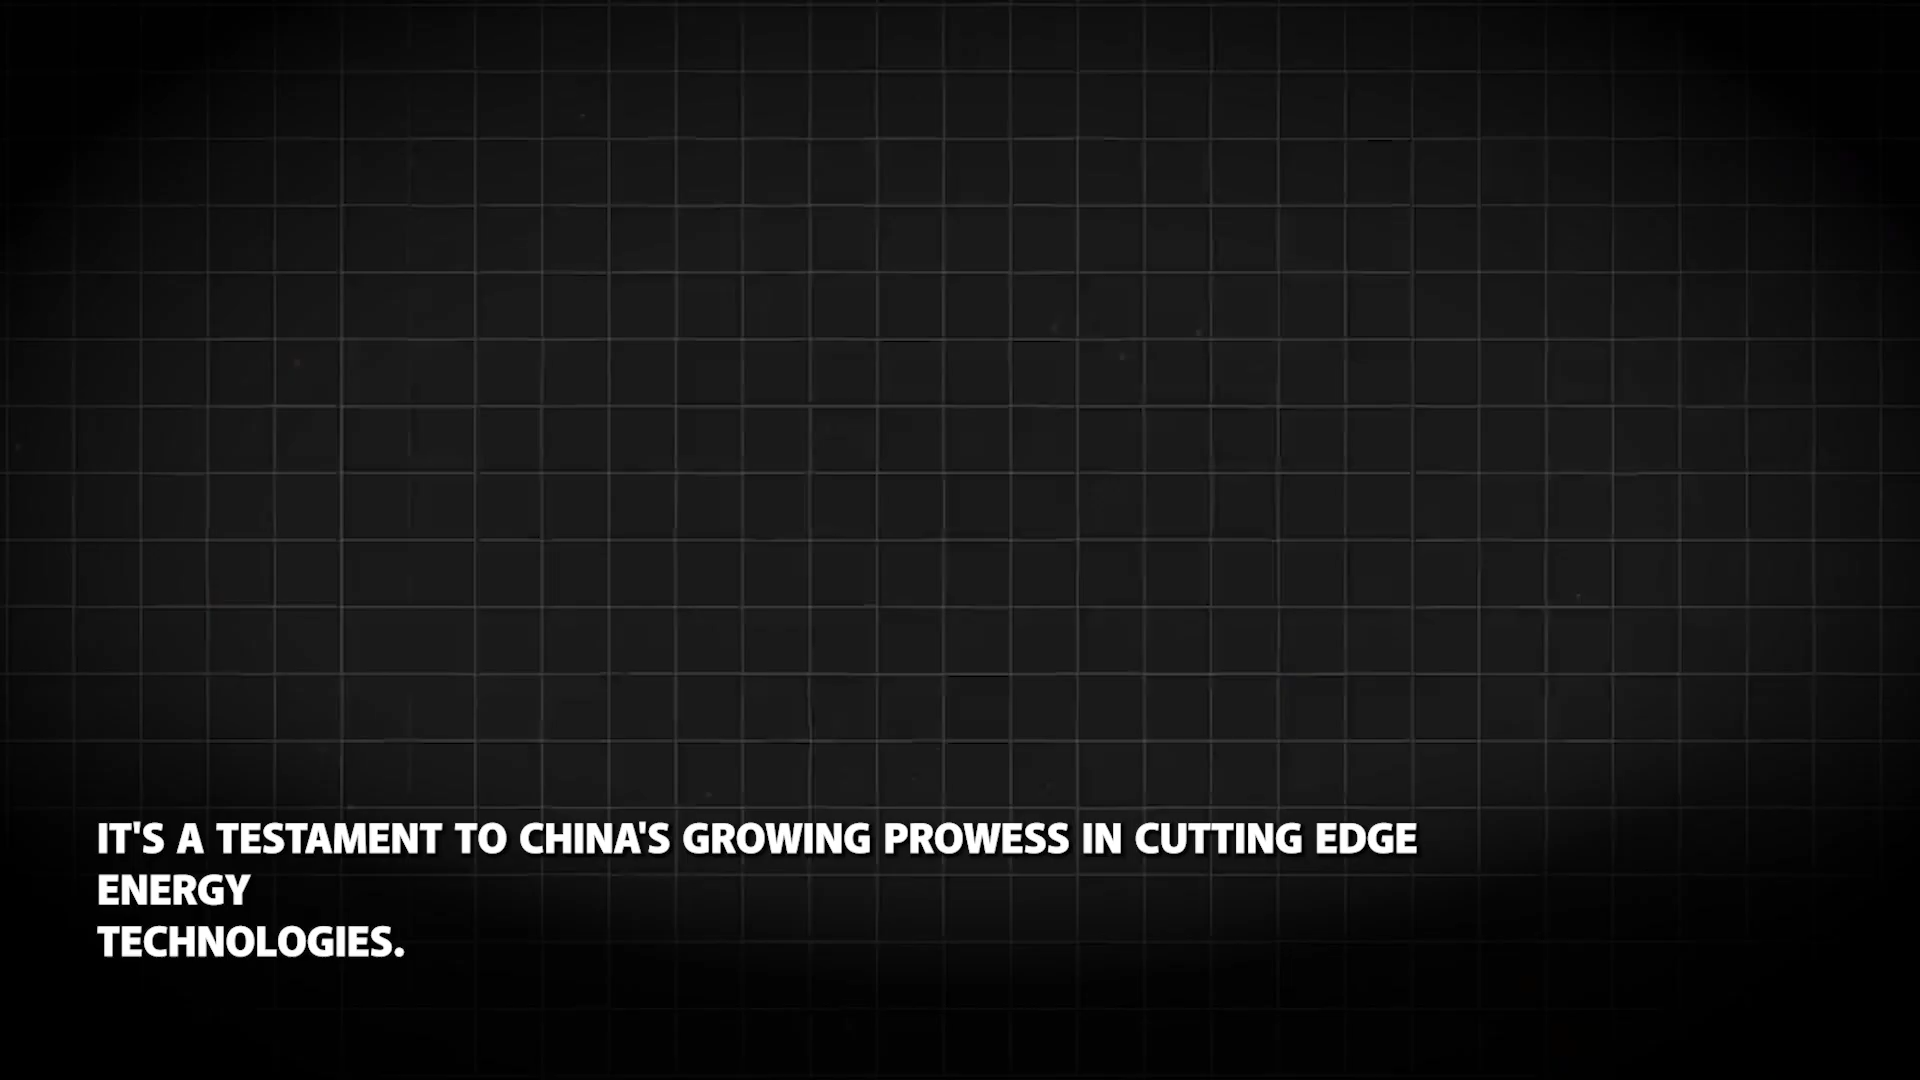 IT'S A TESTAMENT TO CHINA'S GROWING PROWESS IN CUTTING EDGE
ENERGY
TECHNOLOGIES.